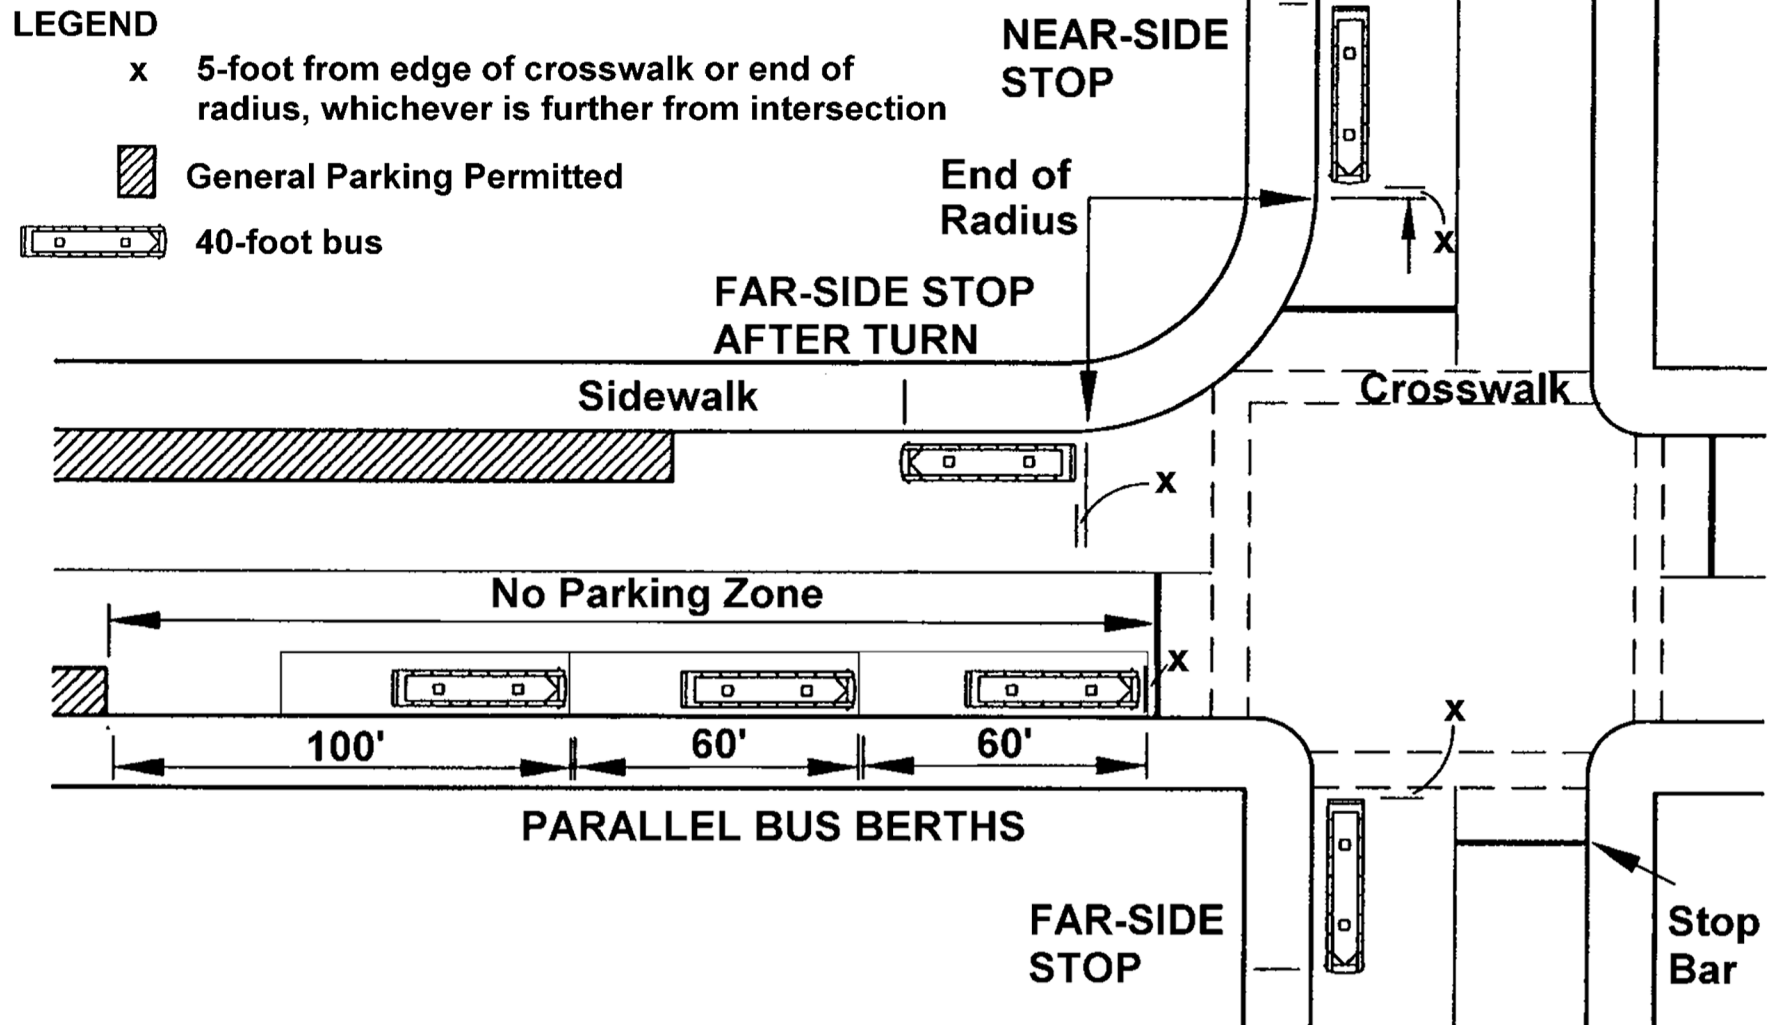 LEGEND
x 5-foot from edge of crosswalk or end of
radius, whichever is further from intersection
General Parking Permitted
40-foot bus
NEAR-SIDE
STOP
End of
Radius
x
FAR-SIDE STOP
AFTER TURN
Sidewalk
Crosswalk
x
No Parking Zone
x
100'
60'
60'
x
PARALLEL BUS BERTHS
FAR-SIDE
STOP
Stop
Bar